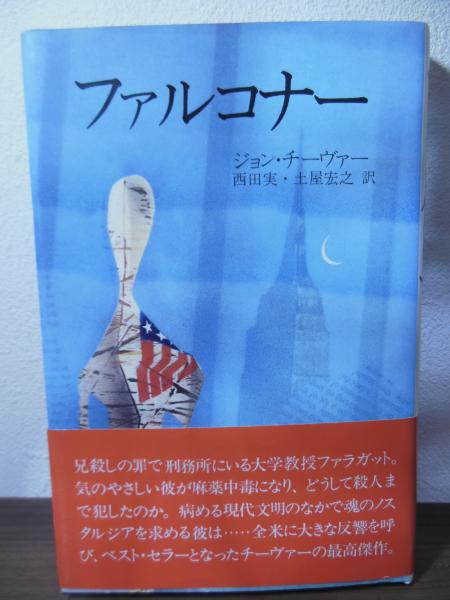 ファルコナー
ジョン・チーヴァー
西田実・土屋宏之 訳
兄殺しの罪で刑務所にいる大学教授ファラガット。
気のやさしい彼が麻薬中毒になり、どうして殺人ま
で犯したのか。病める現代文明のなかで魂のノス
タルジアを求める彼は……全米に大きな反響を呼
び、ベスト・セラーとなったチーヴァーの最高傑作。